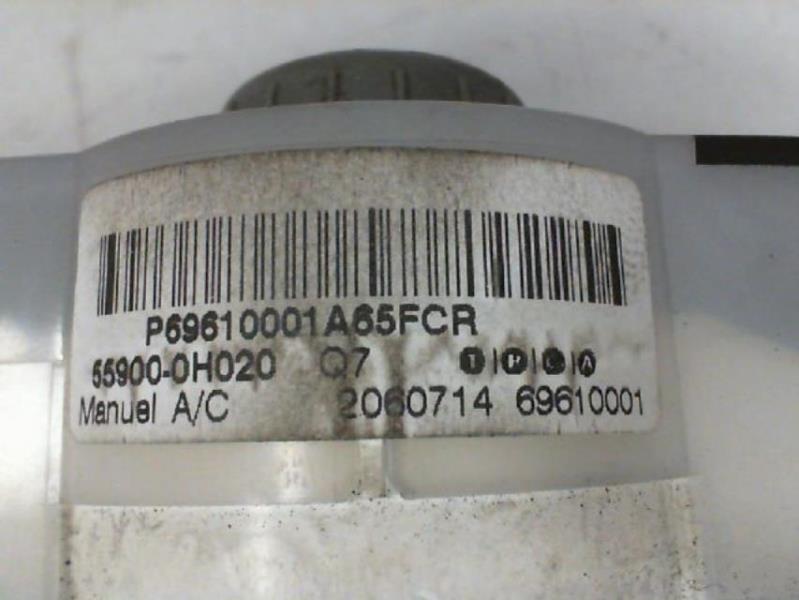 P69610001A65FCR
55900-0H020 Q7 T|H|C|A
Manuel A/C 2060714 69610001